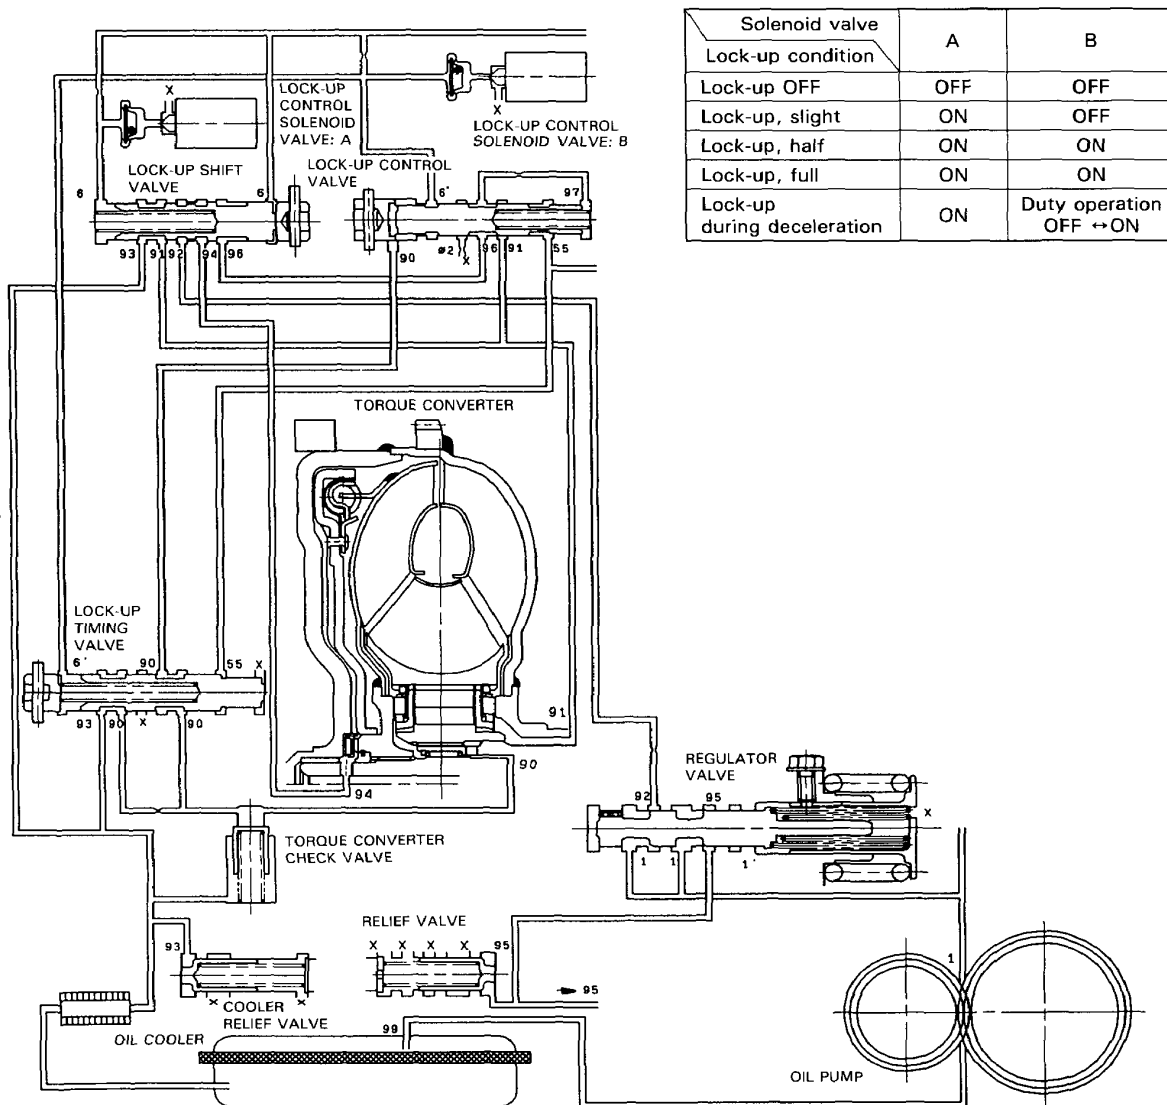 Solenoid valve
Lock-up condition
A
B
Lock-up OFF
OFF
OFF
Lock-up, slight
ON
OFF
Lock-up, half
ON
ON
Lock-up, full
ON
ON
Lock-up
during deceleration
ON
Duty operation
OFF ↔ ON
X
LOCK-UP
CONTROL
SOLENOID
VALVE: A
X
LOCK-UP CONTROL
SOLENOID VALVE: B
LOCK-UP SHIFT
VALVE
LOCK-UP CONTROL
VALVE
6
6
6'
97
93
91
92
94
96
90
ø2
X
96
91
55
TORQUE CONVERTER
LOCK-UP
TIMING
VALVE
6'
90
55
X
93
90
X
90
91
90
94
REGULATOR
VALVE
92
95
X
1
1
1'
TORQUE CONVERTER
CHECK VALVE
RELIEF VALVE
93
X
X
X
X
95
1
X
X
COOLER
RELIEF VALVE
95
OIL COOLER
99
OIL PUMP